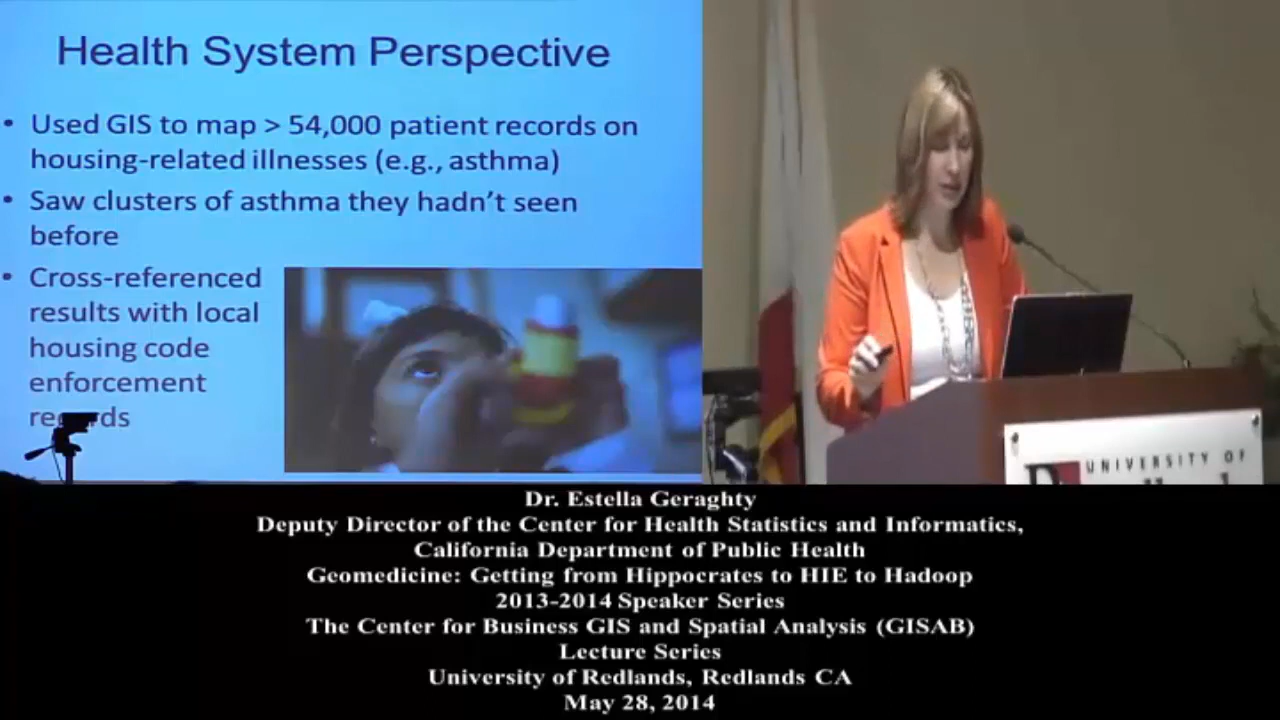 Health System Perspective
• Used GIS to map > 54,000 patient records on
housing-related illnesses (e.g., asthma)
• Saw clusters of asthma they hadn't seen
before
• Cross-referenced
results with local
housing code
enforcement
UNIVERSITY OF
Dr. Estella Geraghty
Deputy Director of the Center for Health Statistics and Informatics,
California Department of Public Health
Geomedicine: Getting from Hippocrates to HIE to Hadoop
2013-2014 Speaker Series
The Center for Business GIS and Spatial Analysis (GISAB)
Lecture Series
University of Redlands, Redlands CA
May 28, 2014